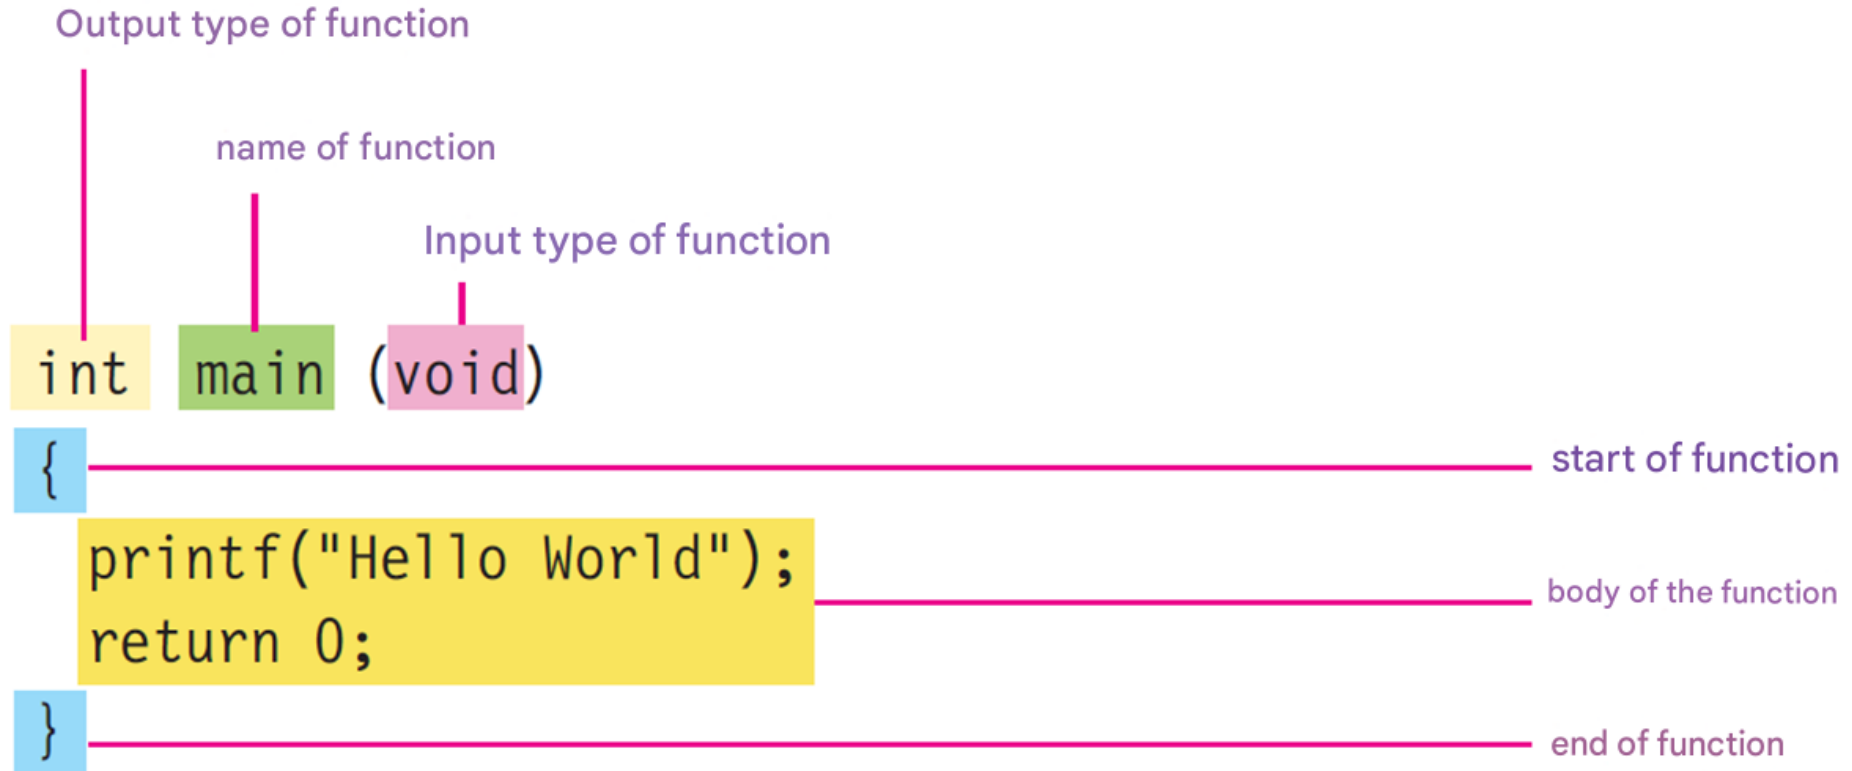 Output type of function
name of function
Input type of function
int main (void)
{
start of function
printf("Hello World");
return 0;
body of the function
}
end of function